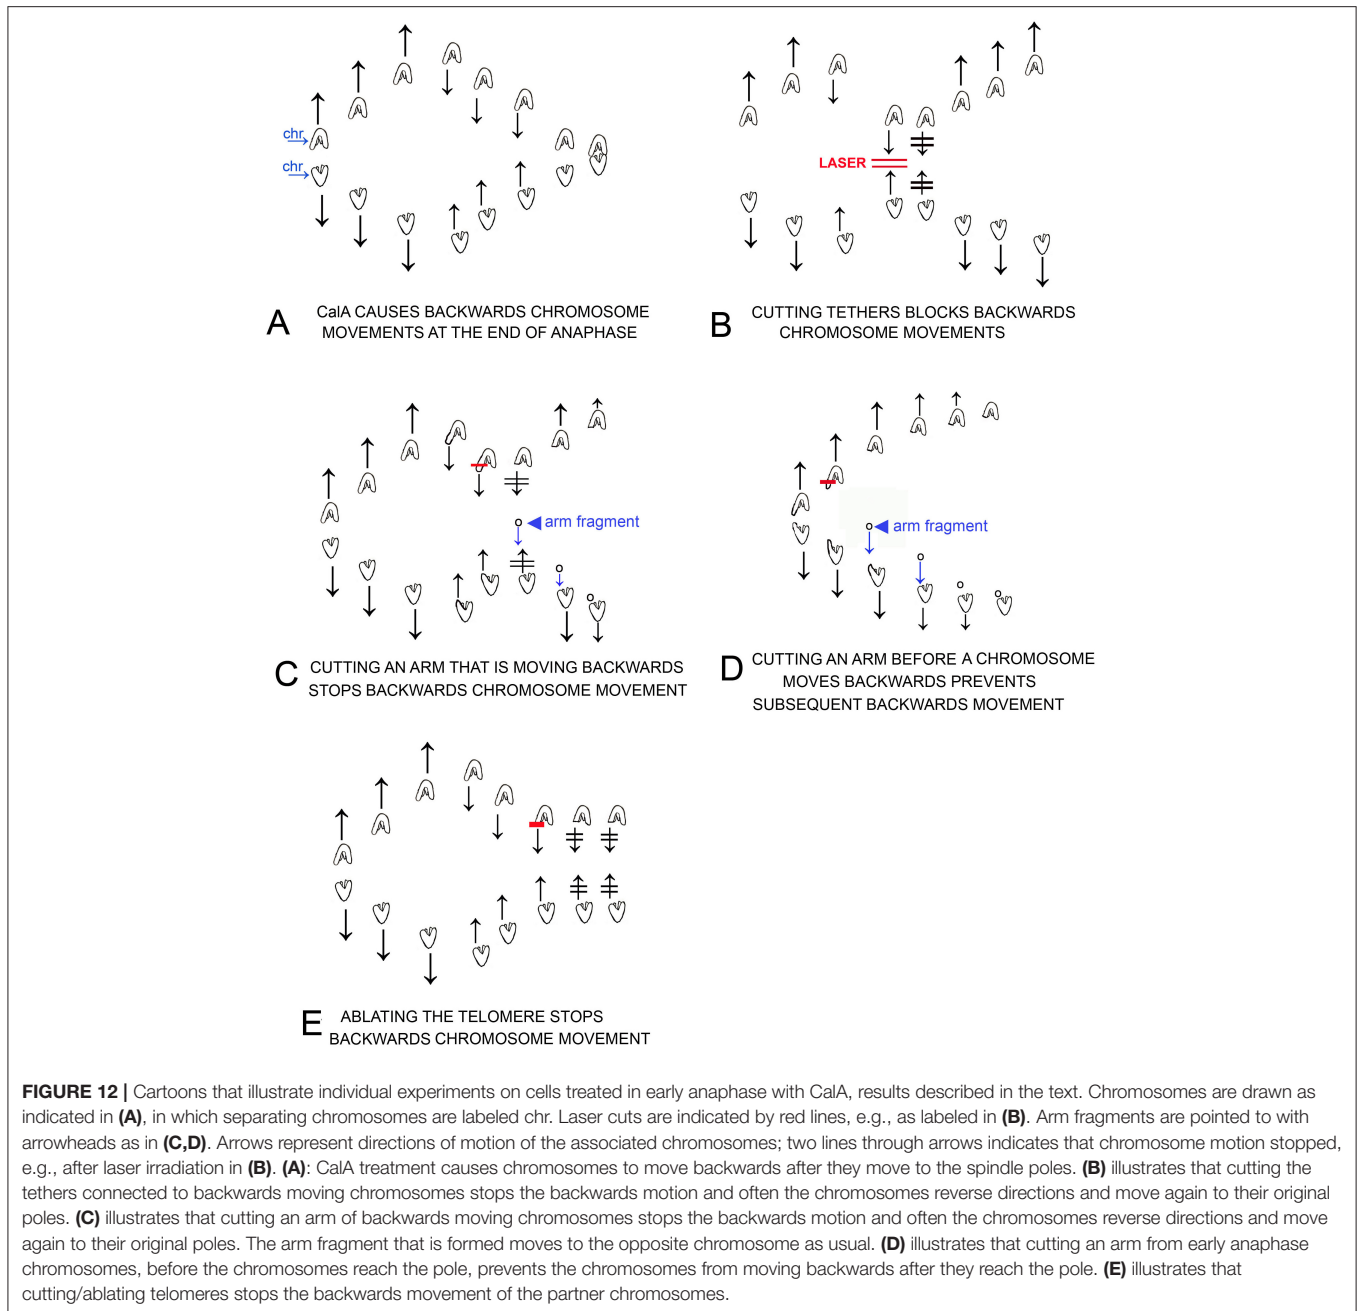 chr
chr
A
CalA CAUSES BACKWARDS CHROMOSOME
MOVEMENTS AT THE END OF ANAPHASE
LASER
B
CUTTING TETHERS BLOCKS BACKWARDS
CHROMOSOME MOVEMENTS
arm fragment
C
CUTTING AN ARM THAT IS MOVING BACKWARDS
STOPS BACKWARDS CHROMOSOME MOVEMENT
arm fragment
D
CUTTING AN ARM BEFORE A CHROMOSOME
MOVES BACKWARDS PREVENTS
SUBSEQUENT BACKWARDS MOVEMENT
E
ABLATING THE TELOMERE STOPS
BACKWARDS CHROMOSOME MOVEMENT
FIGURE 12 | Cartoons that illustrate individual experiments on cells treated in early anaphase with CalA, results described in the text. Chromosomes are drawn as
indicated in (A), in which separating chromosomes are labeled chr. Laser cuts are indicated by red lines, e.g., as labeled in (B). Arm fragments are pointed to with
arrowheads as in (C,D). Arrows represent directions of motion of the associated chromosomes; two lines through arrows indicates that chromosome motion stopped,
e.g., after laser irradiation in (B). (A): CalA treatment causes chromosomes to move backwards after they move to the spindle poles. (B) illustrates that cutting the
tethers connected to backwards moving chromosomes stops the backwards motion and often the chromosomes reverse directions and move again to their original
poles. (C) illustrates that cutting an arm of backwards moving chromosomes stops the backwards motion and often the chromosomes reverse directions and move
again to their original poles. The arm fragment that is formed moves to the opposite chromosome as usual. (D) illustrates that cutting an arm from early anaphase
chromosomes, before the chromosomes reach the pole, prevents the chromosomes from moving backwards after they reach the pole. (E) illustrates that
cutting/ablating telomeres stops the backwards movement of the partner chromosomes.